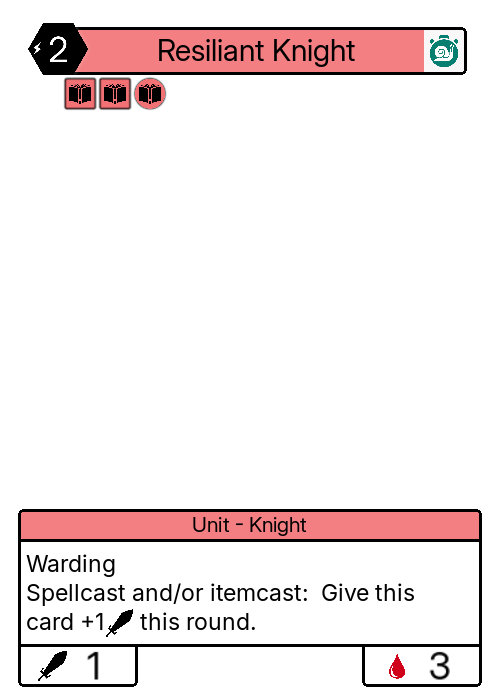 2
Resiliant Knight
Unit - Knight
Warding
Spellcast and/or itemcast:  Give this
card +1 this round.
1
3